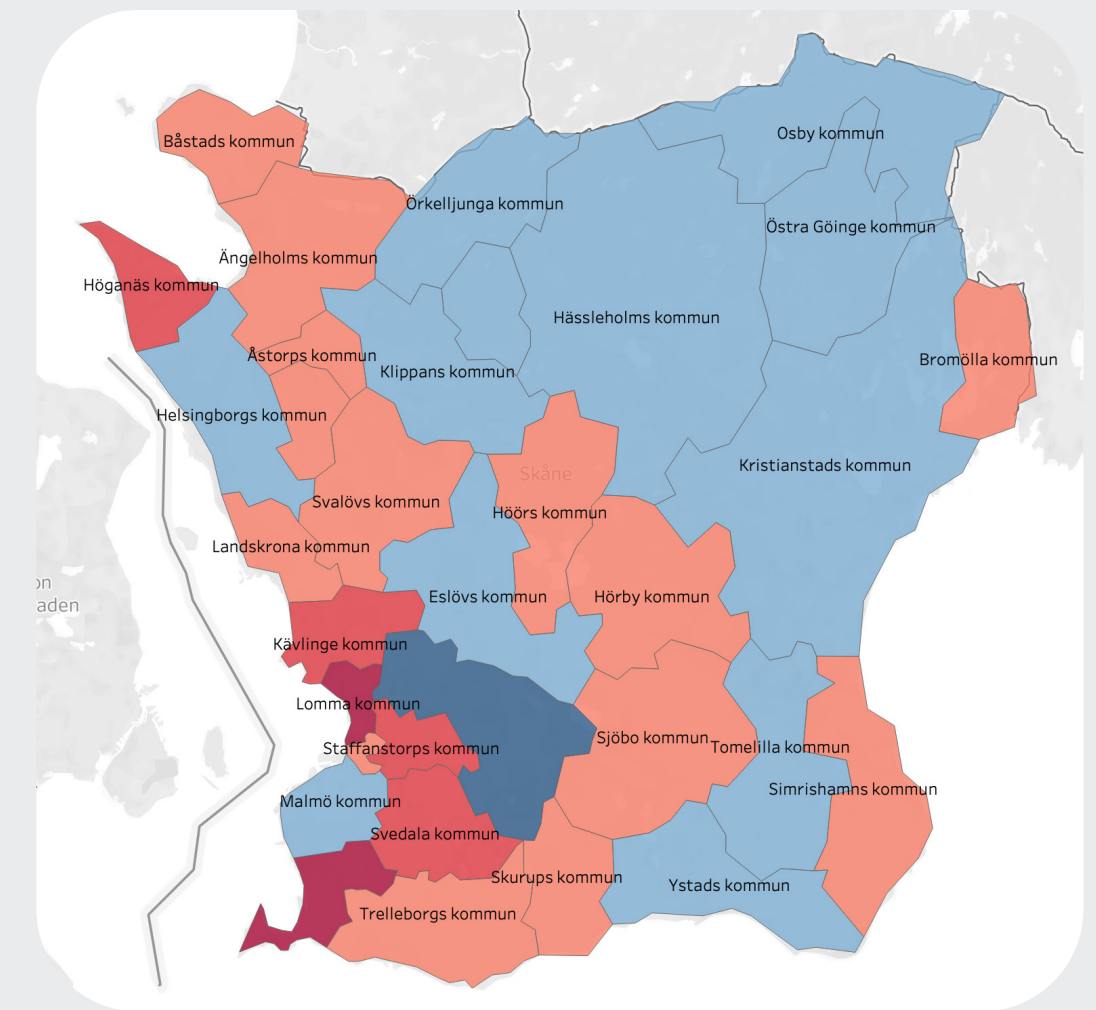 Osby kommun
Båstads kommun
Örkelljunga kommun
Östra Göinge kommun
Ängelholms kommun
Höganäs kommun
Hässleholms kommun
Åstorps kommun
Bromölla kommun
Klippans kommun
Helsingborgs kommun
Kristianstads kommun
Skåne
Svalövs kommun
Höörs kommun
Landskrona kommun
on
aden
Eslövs kommun
Hörby kommun
Kävlinge kommun
Lomma kommun
Sjöbo kommun
Staffanstorps kommun
Tomelilla kommun
Simrishamns kommun
Malmö kommun
Svedala kommun
Skurups kommun
Ystads kommun
Trelleborgs kommun